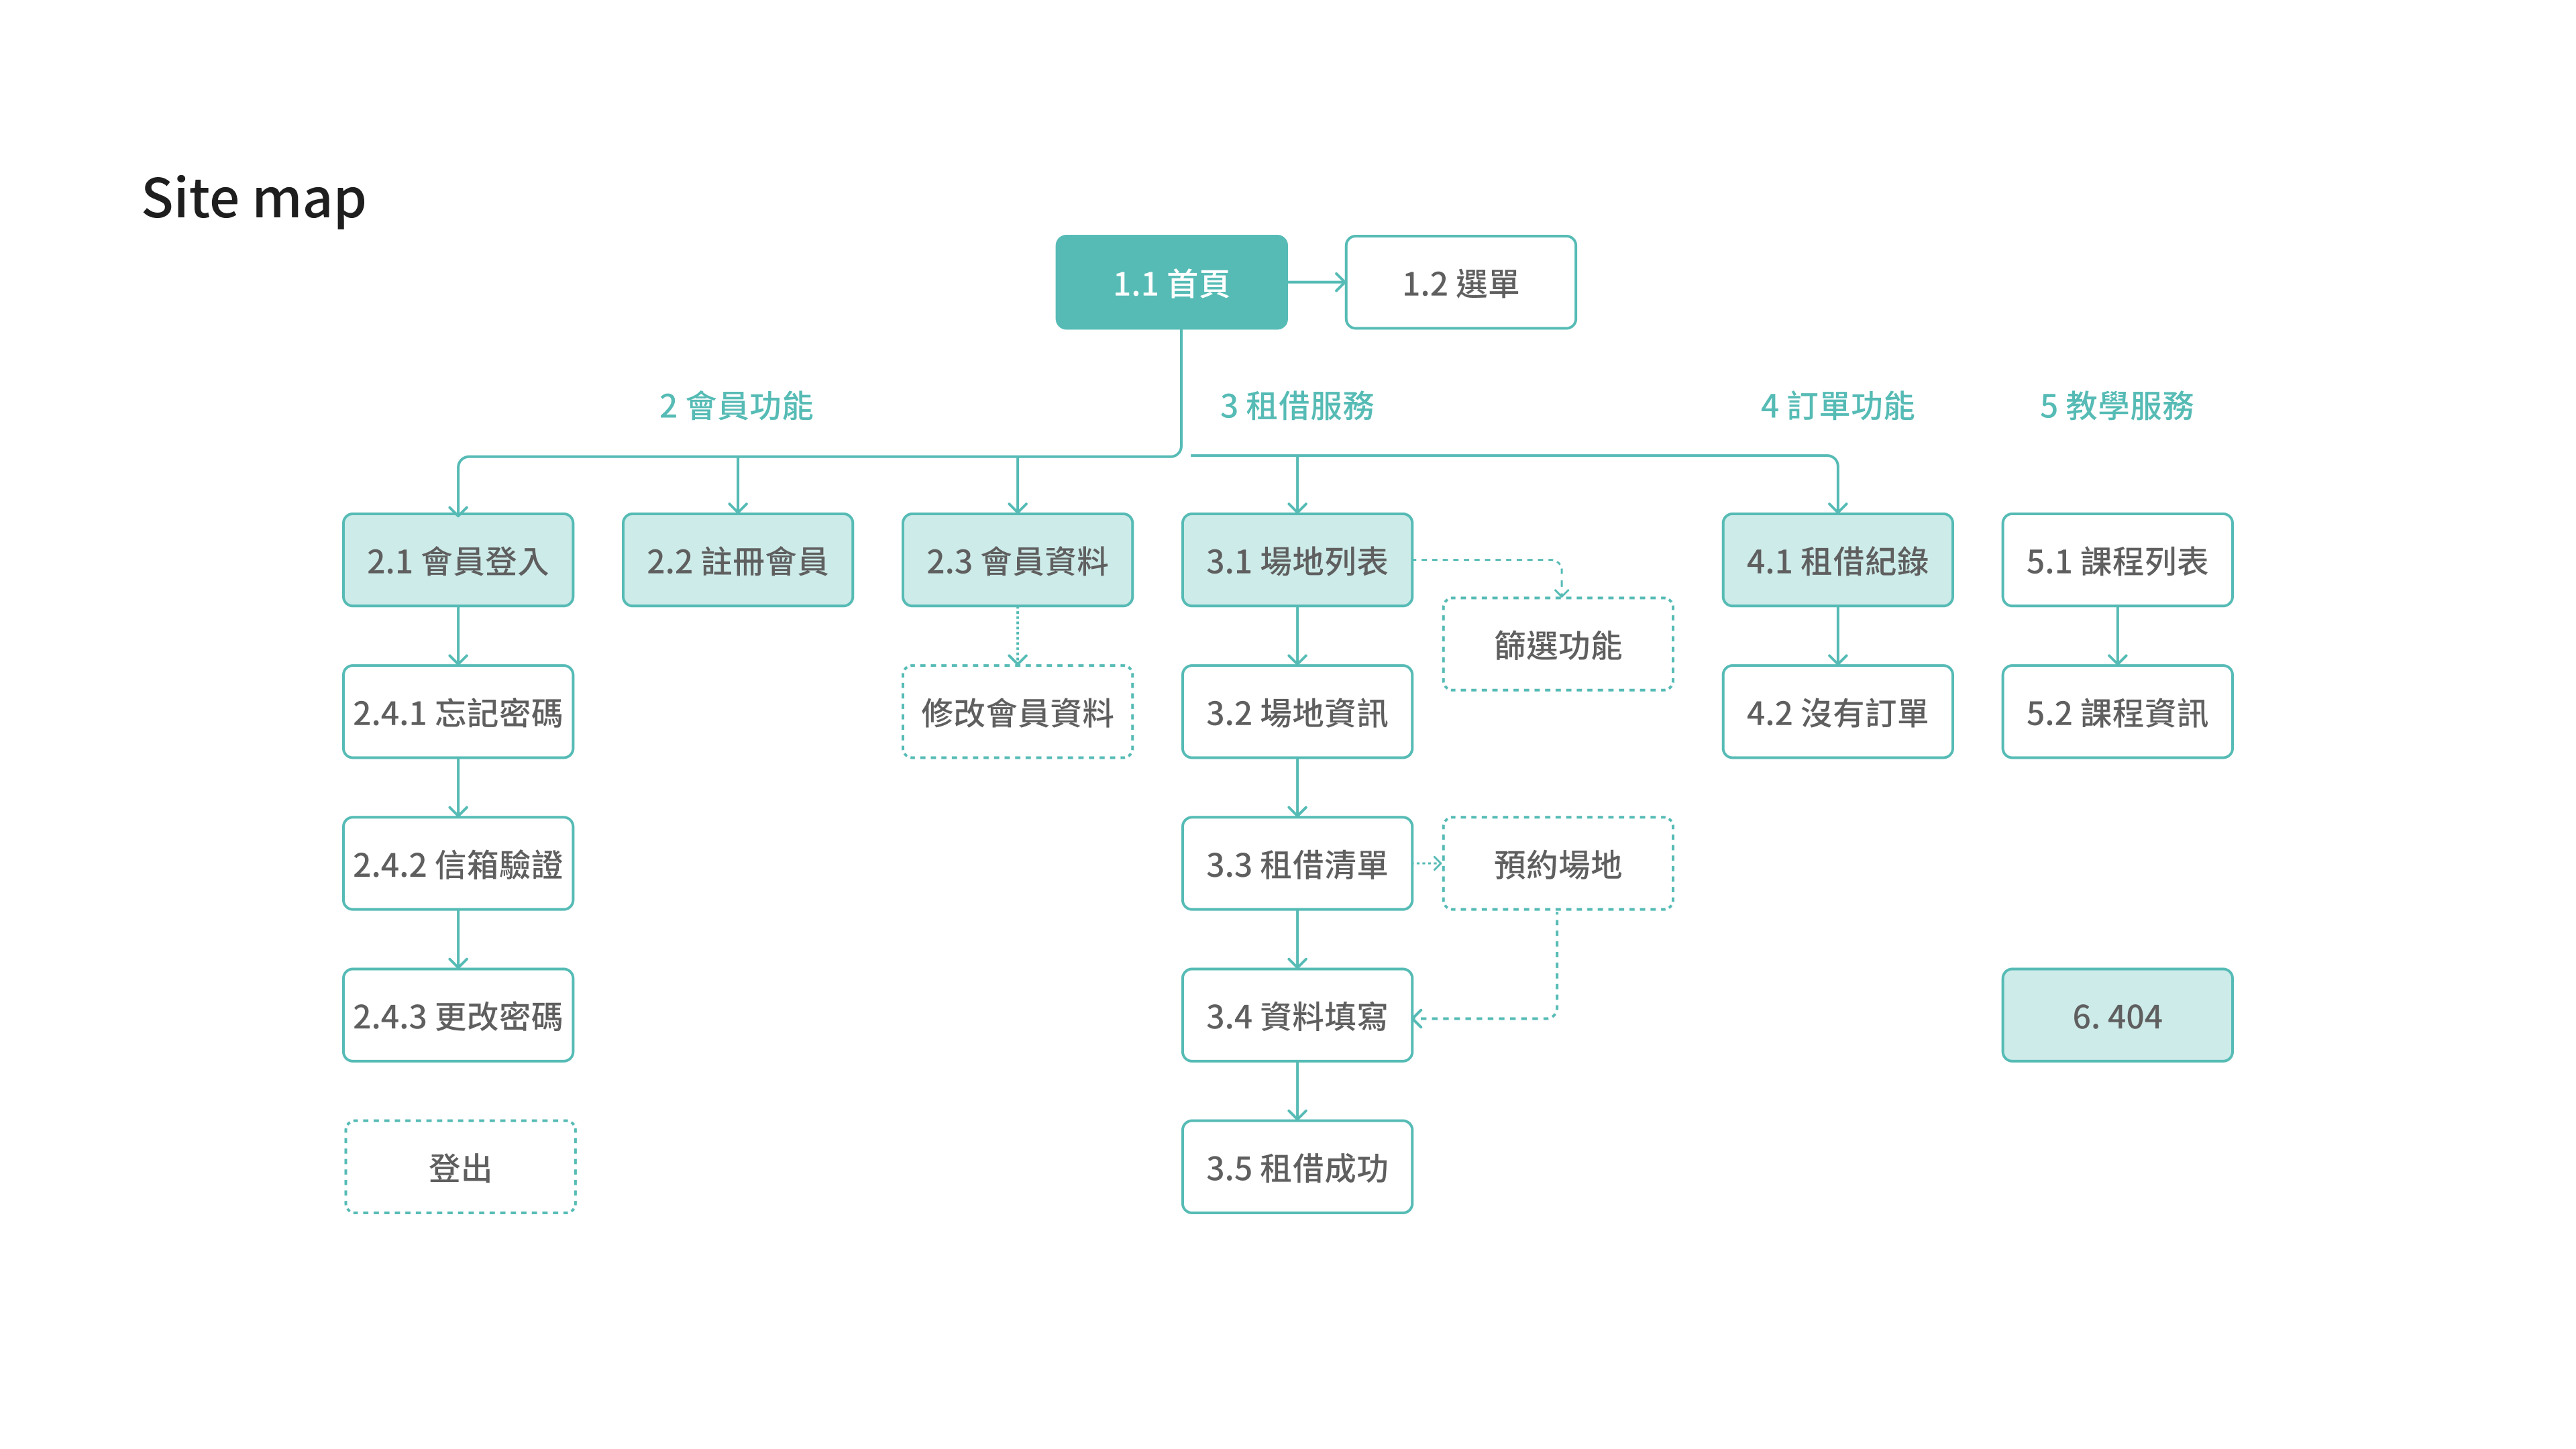 Site map
1.1 首頁
1.2 選單
2 會員功能
3 租借服務
4 訂單功能
5 教學服務
2.1 會員登入
2.2 註冊會員
2.3 會員資料
3.1 場地列表
4.1 租借紀錄
5.1 課程列表
篩選功能
2.4.1 忘記密碼
修改會員資料
3.2 場地資訊
4.2 沒有訂單
5.2 課程資訊
2.4.2 信箱驗證
3.3 租借清單
預約場地
2.4.3 更改密碼
3.4 資料填寫
6. 404
登出
3.5 租借成功